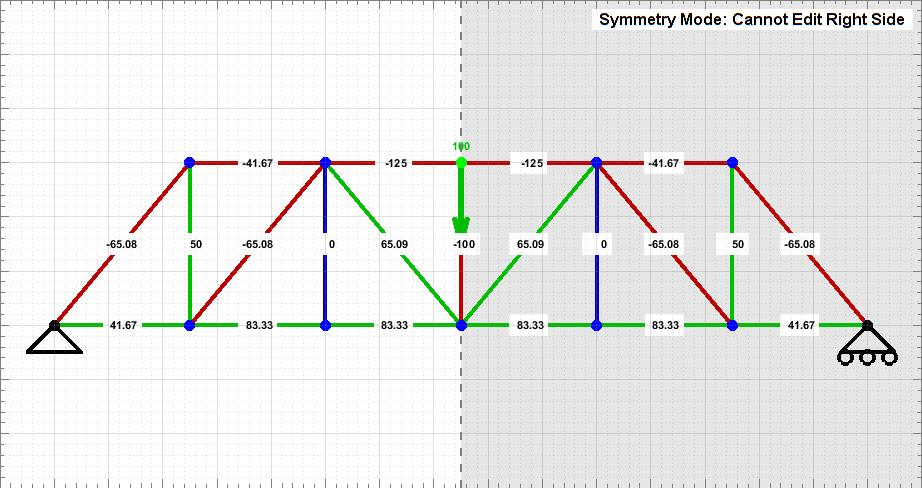 Symmetry Mode: Cannot Edit Right Side
100
-41.67 -125 -125 -41.67
-65.08 50 -65.08 0 65.09 -100 65.09 0 -65.08 50 -65.08
41.67 83.33 83.33 83.33 83.33 41.67